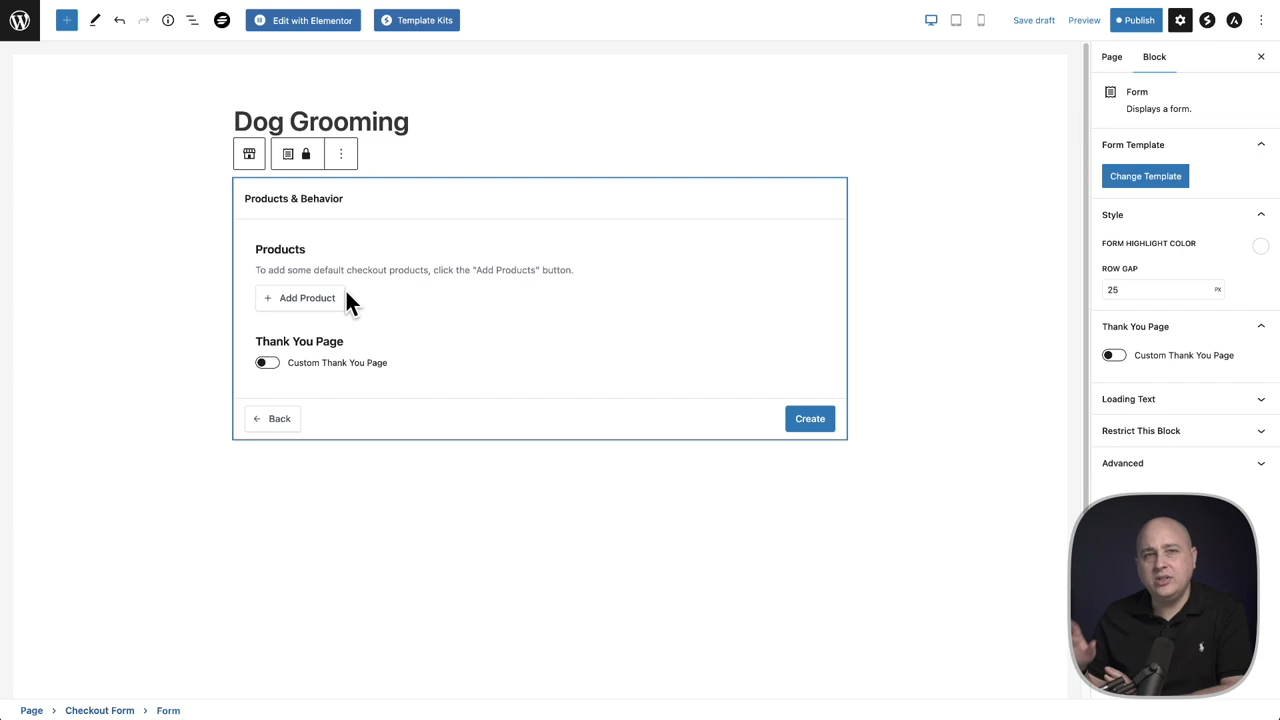 Edit with Elementor
Template Kits
Save draft
Preview
Publish
Page
Block
Form
Displays a form.
Dog Grooming
Form Template
Change Template
Products & Behavior
Style
FORM HIGHLIGHT COLOR
Products
To add some default checkout products, click the "Add Products" button.
ROW GAP
25
PX
+ Add Product
Thank You Page
Custom Thank You Page
Thank You Page
Custom Thank You Page
Loading Text
← Back
Create
Restrict This Block
Advanced
Page > Checkout Form > Form